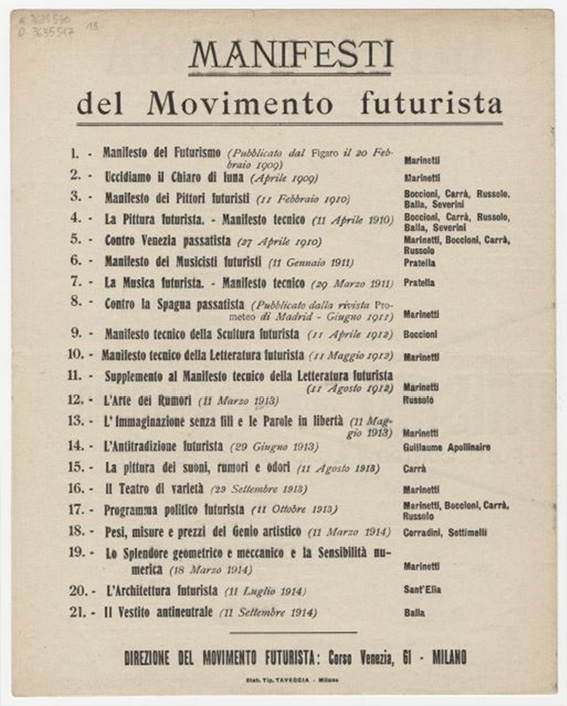 N 3635530
D 3635517 13
MANIFESTI
del Movimento futurista
1. - Manifesto del Futurismo (Pubblicato dal Figaro il 20 Feb-
braio 1909) Marinetti
2. - Uccidiamo il Chiaro di luna (Aprile 1909) Marinetti
3. - Manifesto dei Pittori futuristi (11 Febbraio 1910) Boccioni, Carrà, Russolo,
Balla, Severini
4. - La Pittura futurista. - Manifesto tecnico (11 Aprile 1910) Boccioni, Carrà, Russolo,
Balla, Severini
5. - Contro Venezia passatista (27 Aprile 1910) Marinetti, Boccioni, Carrà,
Russolo
6. - Manifesto dei Musicisti futuristi (11 Gennaio 1911) Pratella
7. - La Musica futurista. - Manifesto tecnico (29 Marzo 1911) Pratella
8. - Contro la Spagna passatista (Pubblicato dalla rivista Pro-
meteo di Madrid - Giugno 1911) Marinetti
9. - Manifesto tecnico della Scultura futurista (11 Aprile 1912) Boccioni
10. - Manifesto tecnico della Letteratura futurista (11 Maggio 1912) Marinetti
11. - Supplemento al Manifesto tecnico della Letteratura futurista
(11 Agosto 1912) Marinetti
12. - L'Arte dei Rumori (11 Marzo 1913) Russolo
13. - L'Immaginazione senza fili e le Parole in libertà (11 Mag-
gio 1913) Marinetti
14. - L'Antitradizione futurista (29 Giugno 1913) Guillaume Apollinaire
15. - La pittura dei suoni, rumori e odori (11 Agosto 1913) Carrà
16. - Il Teatro di varietà (29 Settembre 1913) Marinetti
17. - Programma politico futurista (11 Ottobre 1913) Marinetti, Boccioni, Carrà,
Russolo
18. - Pesi, misure e prezzi del Genio artistico (11 Marzo 1914) Corradini, Settimelli
19. - Lo Splendore geometrico e meccanico e la Sensibilità nu-
merica (18 Marzo 1914) Marinetti
20. - L'Architettura futurista (11 Luglio 1914) Sant'Elia
21. - Il Vestito antineutrale (11 Settembre 1914) Balla
DIREZIONE DEL MOVIMENTO FUTURISTA: Corso Venezia, 61 - MILANO
Stab. Tip. TAVEGGIA - Milano